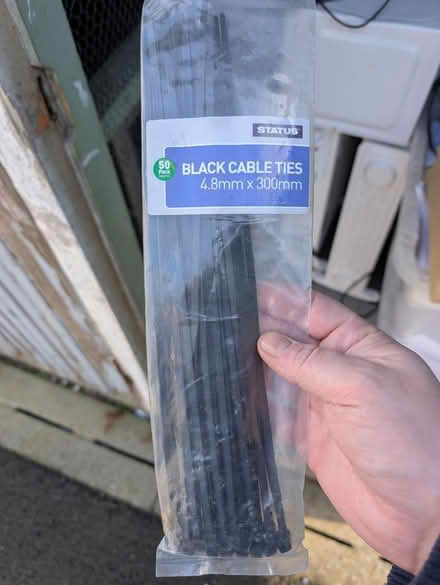 STATUS
50
Pack
BLACK CABLE TIES
4.8mm x 300mm